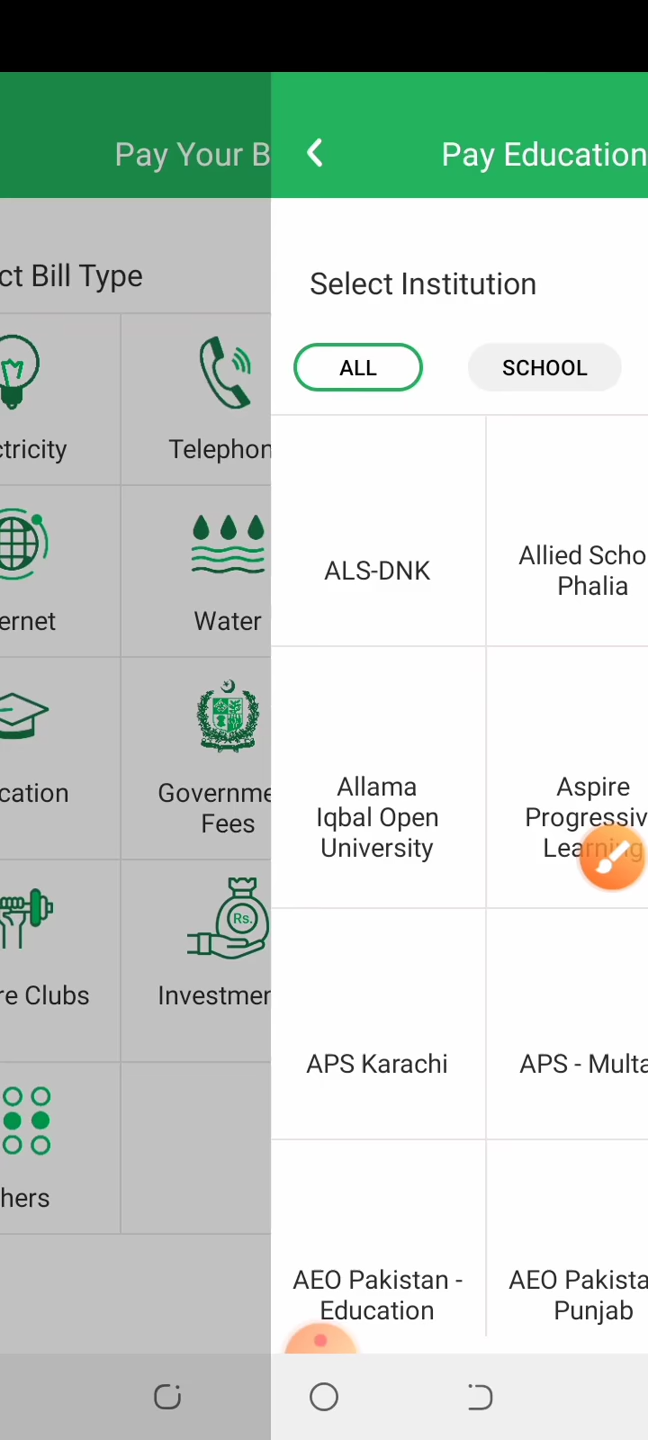 Pay Your B
ct Bill Type
ctricity
Telephon
ernet
Water
cation
Governme
Fees
Rs.
re Clubs
Investmen
hers
Pay Education
Select Institution
ALL
SCHOOL
ALS-DNK
Allied Scho
Phalia
Allama
Iqbal Open
University
Aspire
Progressiv
Learning
APS Karachi
APS - Multa
AEO Pakistan -
Education
AEO Pakista
Punjab